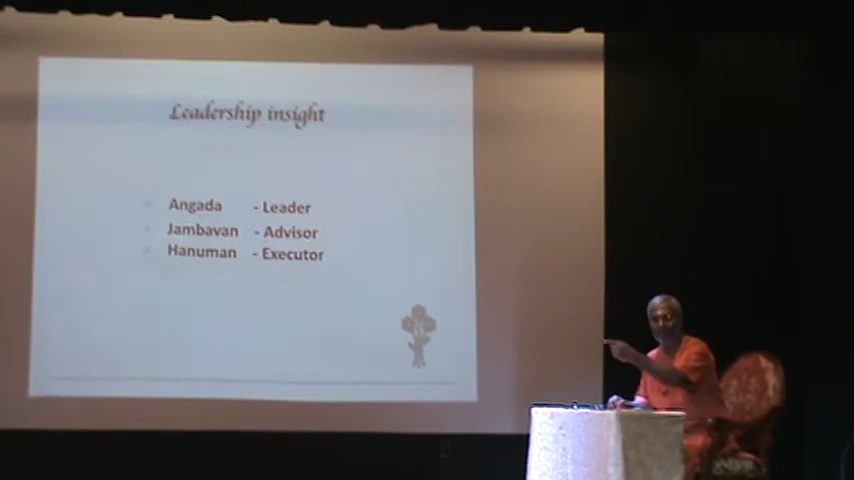 Leadership insight
Angada - Leader
Jambavan - Advisor
Hanuman - Executor